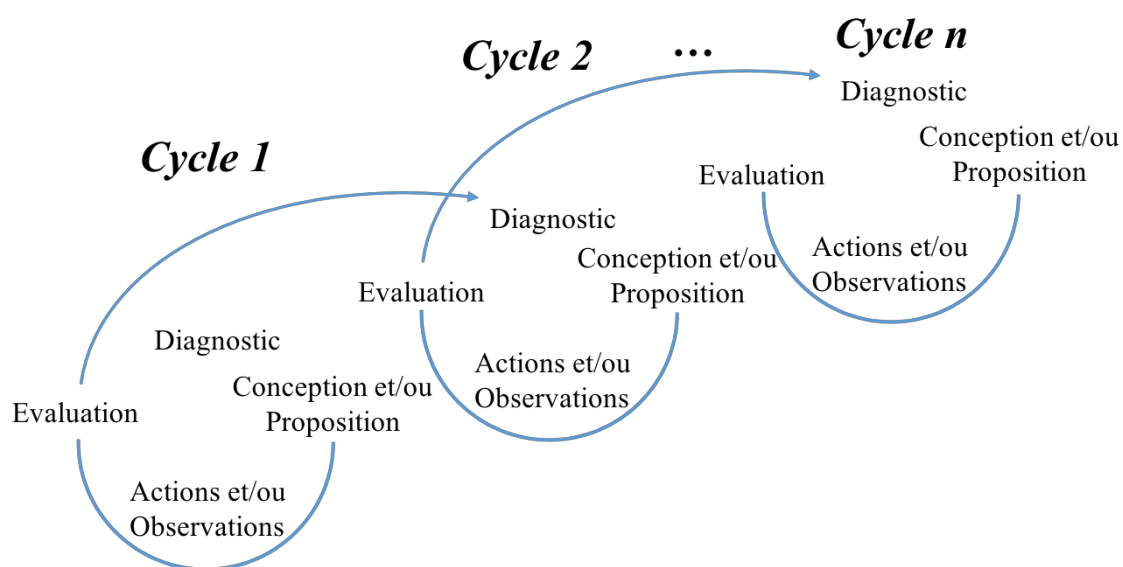 Cycle 1
Diagnostic
Conception et/ou
Proposition
Actions et/ou
Observations
Evaluation
Cycle 2
Diagnostic
Conception et/ou
Proposition
Actions et/ou
Observations
Evaluation
...
Cycle n
Diagnostic
Conception et/ou
Proposition
Actions et/ou
Observations
Evaluation